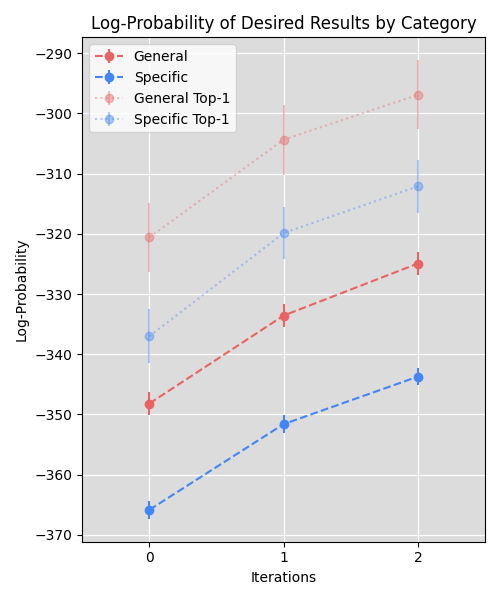 Log-Probability of Desired Results by Category
General
Specific
General Top-1
Specific Top-1
−290
−300
−310
−320
−330
−340
−350
−360
−370
Log-Probability
0 1 2
Iterations